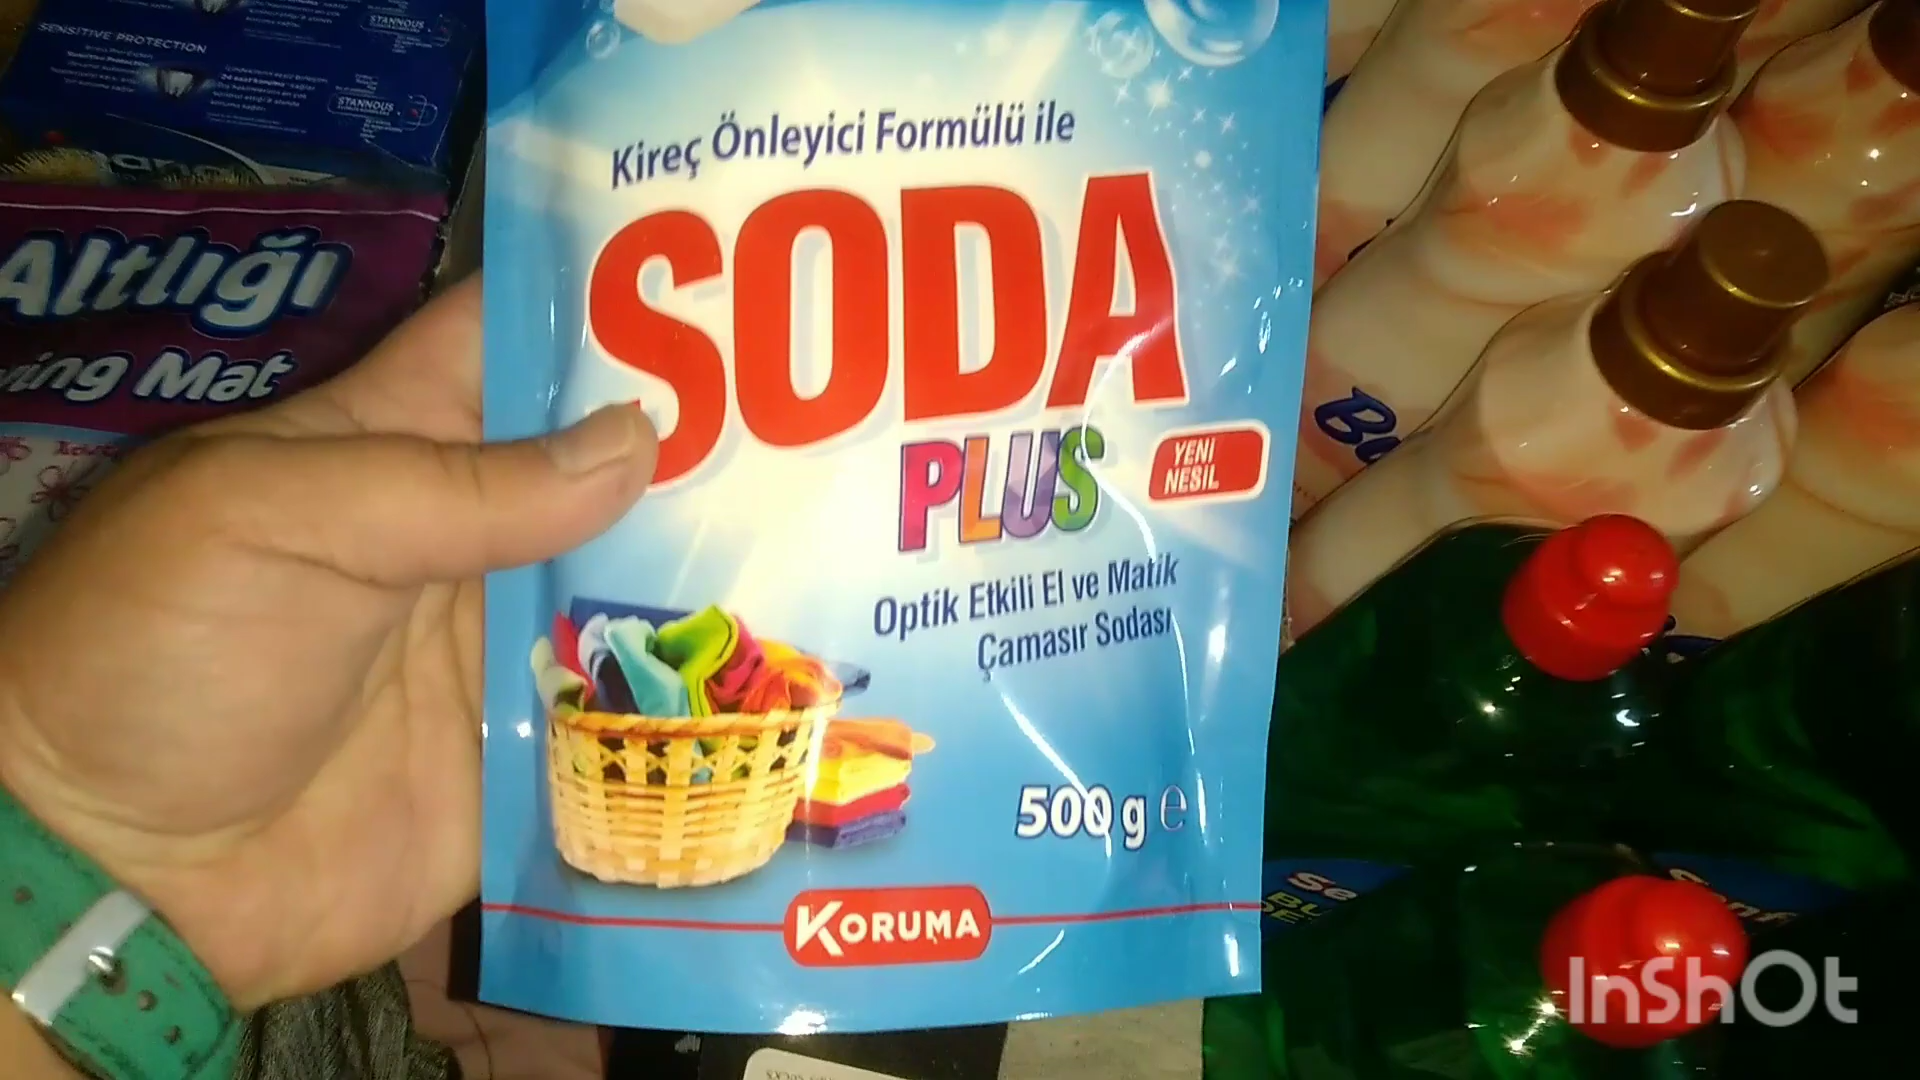 SENSITIVE PROTECTION
STANNOUS
STANNOUS
Altlığı
Mat
Kireç Önleyici Formülü ile
SODA
PLUS
YENİ
NESİL
Optik Etkili El ve Matik
Çamaşır Sodası
500 g e
KORUMA
InShOt